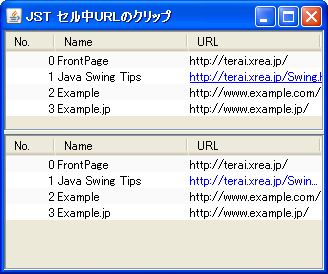 JST セル中URLのクリップ
No. Name URL
0 FrontPage http://terai.xrea.jp/
1 Java Swing Tips http://terai.xrea.jp/Swing.h
2 Example http://www.example.com/
3 Example.jp http://www.example.jp/
No. Name URL
0 FrontPage http://terai.xrea.jp/
1 Java Swing Tips http://terai.xrea.jp/Swin...
2 Example http://www.example.com/
3 Example.jp http://www.example.jp/